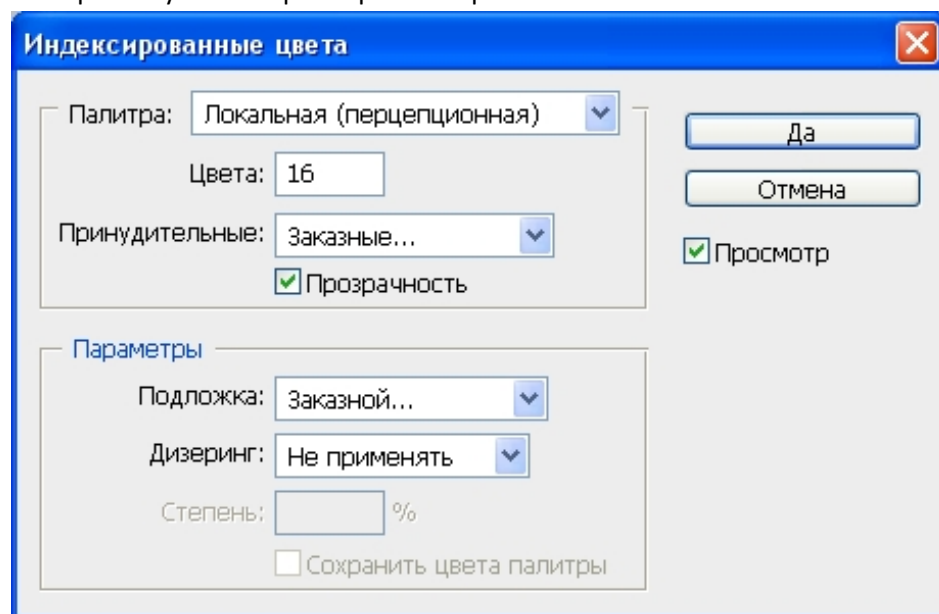 Индексированные цвета
Палитра: Локальная (перцепционная)
Да
Цвета: 16
Отмена
Принудительные: Заказные...
Просмотр
Прозрачность
Параметры
Подложка: Заказной...
Дизеринг: Не применять
Степень: %
Сохранить цвета палитры